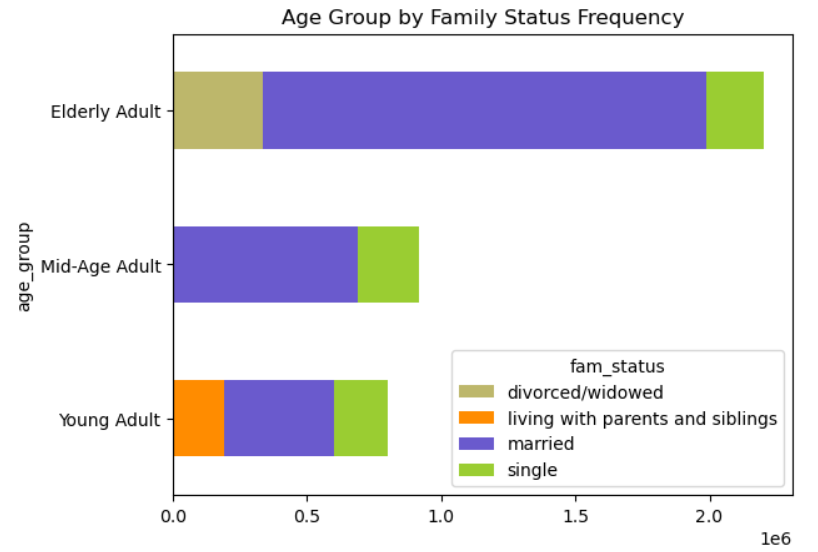 Age Group by Family Status Frequency
age_group
Elderly Adult
Mid-Age Adult
Young Adult
fam_status
divorced/widowed
living with parents and siblings
married
single
0.0 0.5 1.0 1.5 2.0
1e6